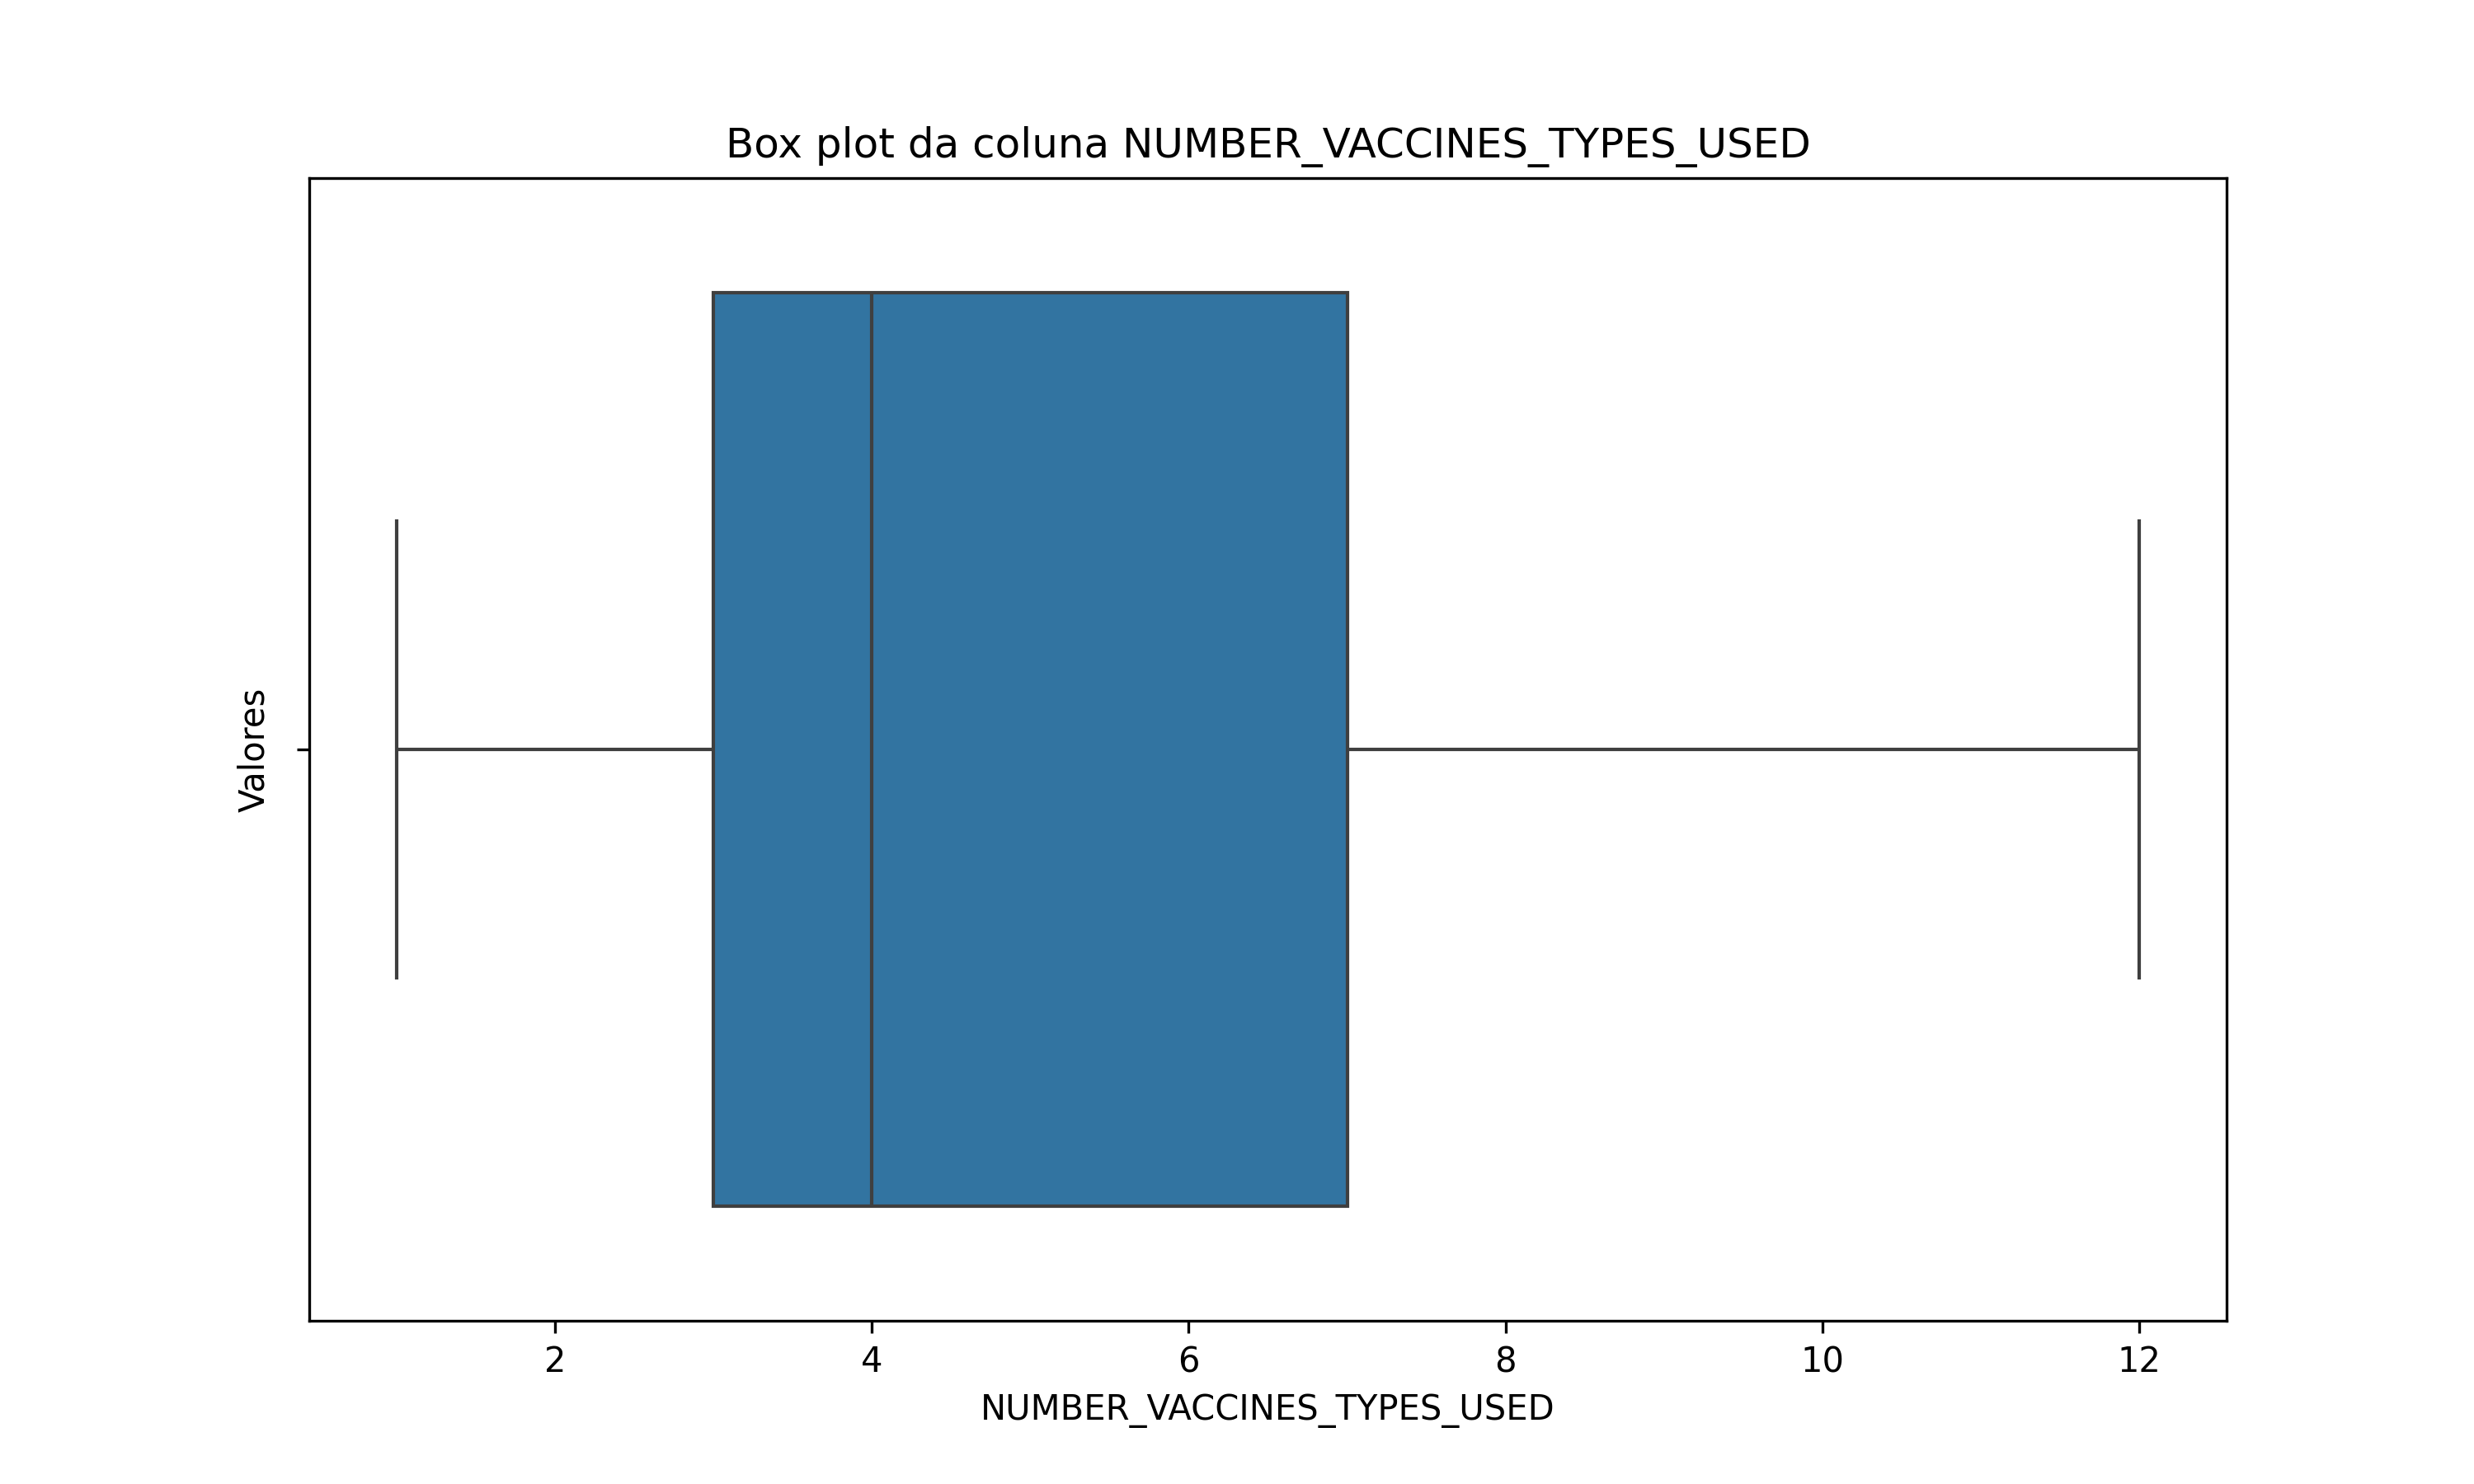 Box plot da coluna NUMBER_VACCINES_TYPES_USED
Valores
2 4 6 8 10 12
NUMBER_VACCINES_TYPES_USED